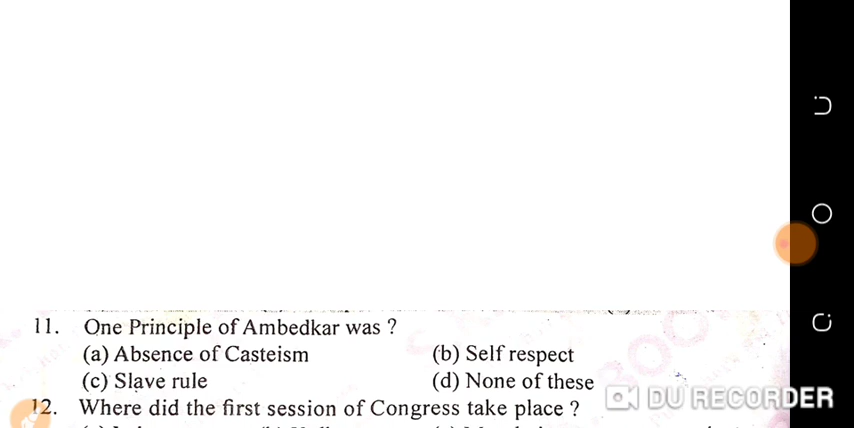 11. One Principle of Ambedkar was ?
(a) Absence of Casteism (b) Self respect
(c) Slave rule (d) None of these
12. Where did the first session of Congress take place ?
DU RECORDER